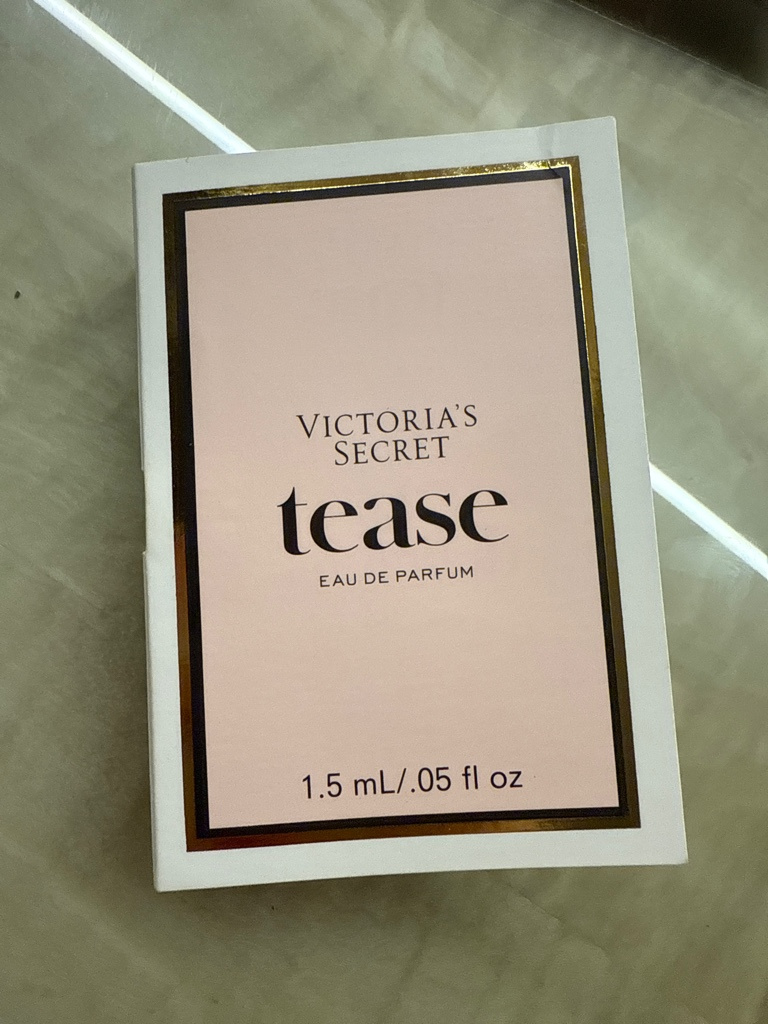 VICTORIA'S
SECRET
tease
EAU DE PARFUM
1.5 mL/.05 fl oz